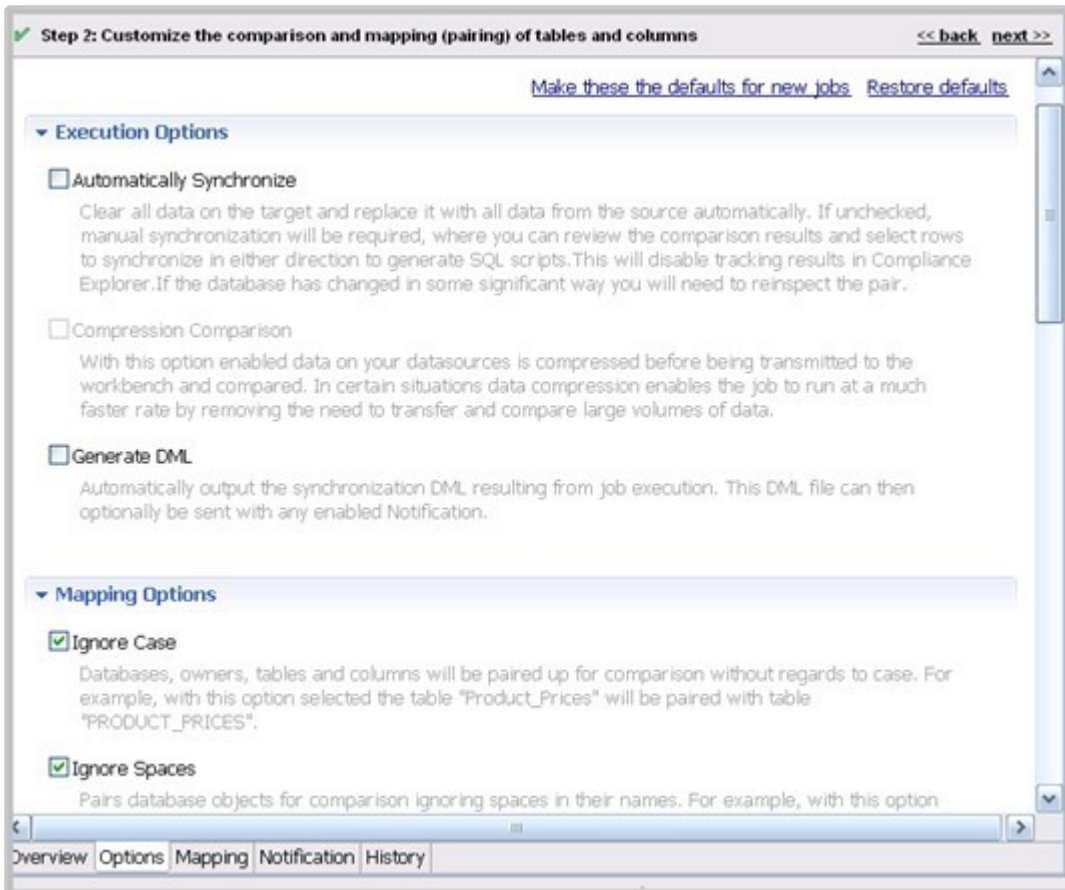 Step 2: Customize the comparison and mapping (pairing) of tables and columns
<< back next >>
Make these the defaults for new jobs Restore defaults
Execution Options
Automatically Synchronize
Clear all data on the target and replace it with all data from the source automatically. If unchecked,
manual synchronization will be required, where you can review the comparison results and select rows
to synchronize in either direction to generate SQL scripts.This will disable tracking results in Compliance
Explorer.If the database has changed in some significant way you will need to reinspect the pair.
Compression Comparison
With this option enabled data on your datasources is compressed before being transmitted to the
workbench and compared. In certain situations data compression enables the job to run at a much
faster rate by removing the need to transfer and compare large volumes of data.
Generate DML
Automatically output the synchronization DML resulting from job execution. This DML file can then
optionally be sent with any enabled Notification.
Mapping Options
Ignore Case
Databases, owners, tables and columns will be paired up for comparison without regards to case. For
example, with this option selected the table "Product_Prices" will be paired with table
"PRODUCT_PRICES".
Ignore Spaces
Pairs database objects for comparison ignoring spaces in their names. For example, with this option
Overview Options Mapping Notification History